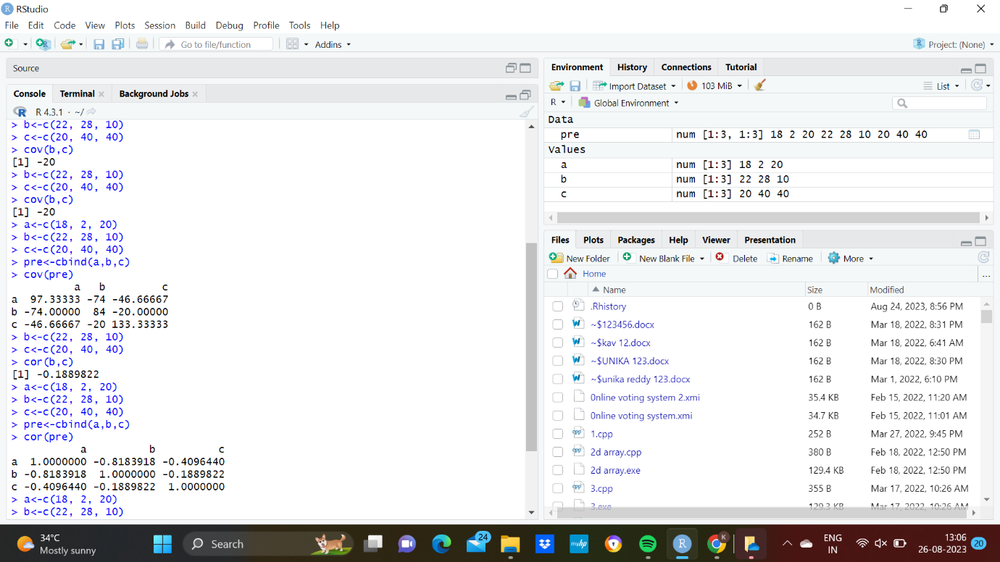 RStudio
File Edit Code View Plots Session Build Debug Profile Tools Help
Go to file/function Addins Project: (None)
Source
Console Terminal Background Jobs
R 4.3.1 · ~/
> b<-c(22, 28, 10)
> c<-c(20, 40, 40)
> cov(b,c)
[1] -20
> b<-c(22, 28, 10)
> c<-c(20, 40, 40)
> cov(b,c)
[1] -20
> a<-c(18, 2, 20)
> b<-c(22, 28, 10)
> c<-c(20, 40, 40)
> pre<-cbind(a,b,c)
> cov(pre)
a b c
a 97.33333 -74 -46.66667
b -74.00000 84 -20.00000
c -46.66667 -20 133.33333
> b<-c(22, 28, 10)
> c<-c(20, 40, 40)
> cor(b,c)
[1] -0.1889822
> a<-c(18, 2, 20)
> b<-c(22, 28, 10)
> c<-c(20, 40, 40)
> pre<-cbind(a,b,c)
> cor(pre)
a b c
a 1.0000000 -0.8183918 -0.4096440
b -0.8183918 1.0000000 -0.1889822
c -0.4096440 -0.1889822 1.0000000
> a<-c(18, 2, 20)
> b<-c(22, 28, 10)
Environment History Connections Tutorial
Import Dataset 103 MiB List
R Global Environment
Data
pre num [1:3, 1:3] 18 2 20 22 28 10 20 40 40
Values
a num [1:3] 18 2 20
b num [1:3] 22 28 10
c num [1:3] 20 40 40
Files Plots Packages Help Viewer Presentation
New Folder New Blank File Delete Rename More
Home ...
Name Size Modified
.Rhistory 0 B Aug 24, 2023, 8:56 PM
~$123456.docx 162 B Mar 18, 2022, 8:31 PM
~$kav 12.docx 162 B Mar 18, 2022, 6:41 AM
~$UNIKA 123.docx 162 B Mar 18, 2022, 8:30 PM
~$unika reddy 123.docx 162 B Mar 1, 2022, 6:10 PM
0nline voting system 2.xmi 35.4 KB Feb 15, 2022, 11:20 AM
0nline voting system.xmi 34.7 KB Feb 15, 2022, 11:01 AM
1.cpp 252 B Mar 27, 2022, 9:45 PM
2d array.cpp 380 B Feb 18, 2022, 12:50 PM
2d array.exe 129.4 KB Feb 18, 2022, 12:50 PM
3.cpp 355 B Mar 17, 2022, 10:26 AM
3.exe 129.3 KB Mar 17, 2022, 10:26 AM
34°C
Mostly sunny
Search
24
myhp
K
ENG
IN
13:06
26-08-2023
20